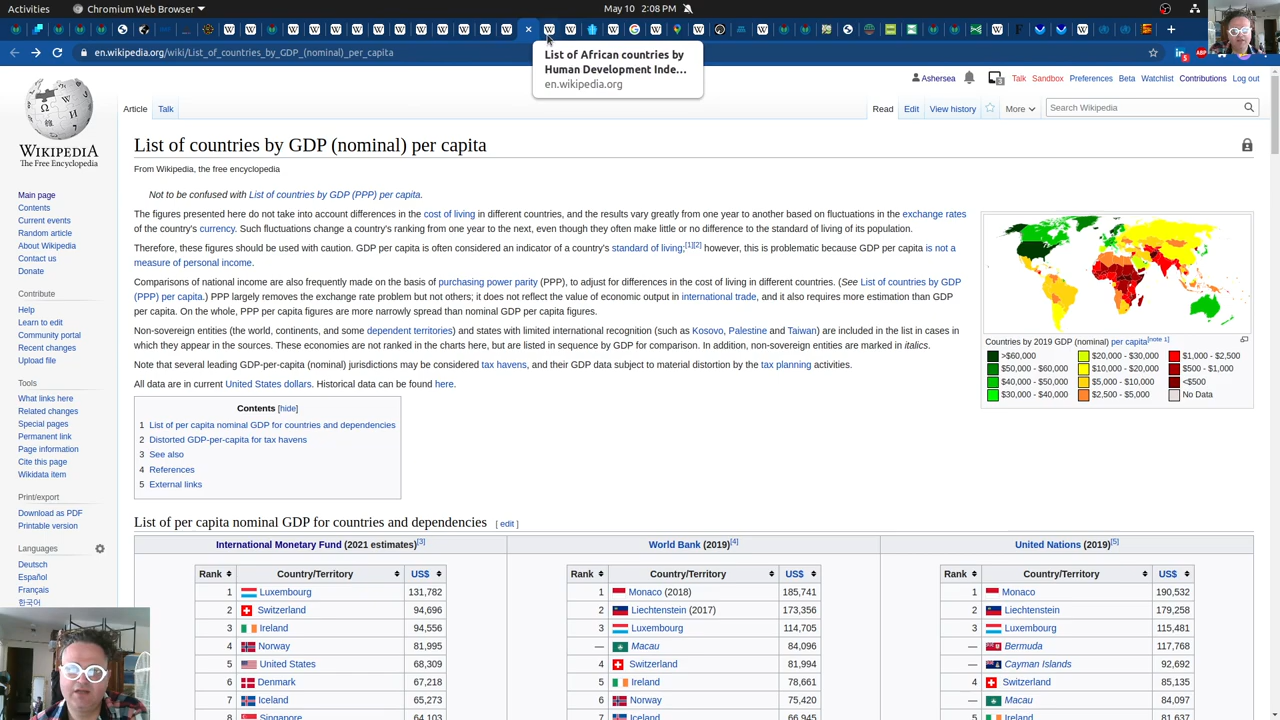 Activities
Chromium Web Browser
May 10 2:08 PM
en.wikipedia.org/wiki/List_of_countries_by_GDP_(nominal)_per_capita
List of African countries by
Human Development Inde...
en.wikipedia.org
WIKIPEDIA
The Free Encyclopedia
Ashersea Talk Sandbox Preferences Beta Watchlist Contributions Log out
Article Talk Read Edit View history More Search Wikipedia
Main page
Contents
Current events
Random article
About Wikipedia
Contact us
Donate
Contribute
Help
Learn to edit
Community portal
Recent changes
Upload file
Tools
What links here
Related changes
Special pages
Permanent link
Page information
Cite this page
Wikidata item
Print/export
Download as PDF
Printable version
Languages
Deutsch
Español
Français
한국어
List of countries by GDP (nominal) per capita
From Wikipedia, the free encyclopedia
Not to be confused with List of countries by GDP (PPP) per capita.
The figures presented here do not take into account differences in the cost of living in different countries, and the results vary greatly from one year to another based on fluctuations in the exchange rates
of the country's currency. Such fluctuations change a country's ranking from one year to the next, even though they often make little or no difference to the standard of living of its population.
Therefore, these figures should be used with caution. GDP per capita is often considered an indicator of a country's standard of living;[1][2] however, this is problematic because GDP per capita is not a
measure of personal income.
Comparisons of national income are also frequently made on the basis of purchasing power parity (PPP), to adjust for differences in the cost of living in different countries. (See List of countries by GDP
(PPP) per capita.) PPP largely removes the exchange rate problem but not others; it does not reflect the value of economic output in international trade, and it also requires more estimation than GDP
per capita. On the whole, PPP per capita figures are more narrowly spread than nominal GDP per capita figures.
Non-sovereign entities (the world, continents, and some dependent territories) and states with limited international recognition (such as Kosovo, Palestine and Taiwan) are included in the list in cases in
which they appear in the sources. These economies are not ranked in the charts here, but are listed in sequence by GDP for comparison. In addition, non-sovereign entities are marked in italics.
Note that several leading GDP-per-capita (nominal) jurisdictions may be considered tax havens, and their GDP data subject to material distortion by the tax planning activities.
All data are in current United States dollars. Historical data can be found here.
Countries by 2019 GDP (nominal) per capita[note 1]
>$60,000 $20,000 - $30,000 $1,000 - $2,500
$50,000 - $60,000 $10,000 - $20,000 $500 - $1,000
$40,000 - $50,000 $5,000 - $10,000 <$500
$30,000 - $40,000 $2,500 - $5,000 No Data
Contents [hide]
1 List of per capita nominal GDP for countries and dependencies
2 Distorted GDP-per-capita for tax havens
3 See also
4 References
5 External links
List of per capita nominal GDP for countries and dependencies [ edit ]
International Monetary Fund (2021 estimates)[3]
Rank Country/Territory US$
1 Luxembourg 131,782
2 Switzerland 94,696
3 Ireland 94,556
4 Norway 81,995
5 United States 68,309
6 Denmark 67,218
7 Iceland 65,273
8 Singapore 64,103
World Bank (2019)[4]
Rank Country/Territory US$
1 Monaco (2018) 185,741
2 Liechtenstein (2017) 173,356
3 Luxembourg 114,705
— Macau 84,096
4 Switzerland 81,994
5 Ireland 78,661
6 Norway 75,420
7 Iceland 66,945
United Nations (2019)[5]
Rank Country/Territory US$
1 Monaco 190,532
2 Liechtenstein 179,258
3 Luxembourg 115,481
— Bermuda 117,768
— Cayman Islands 92,692
4 Switzerland 85,135
— Macau 84,097
5 Ireland 81,637